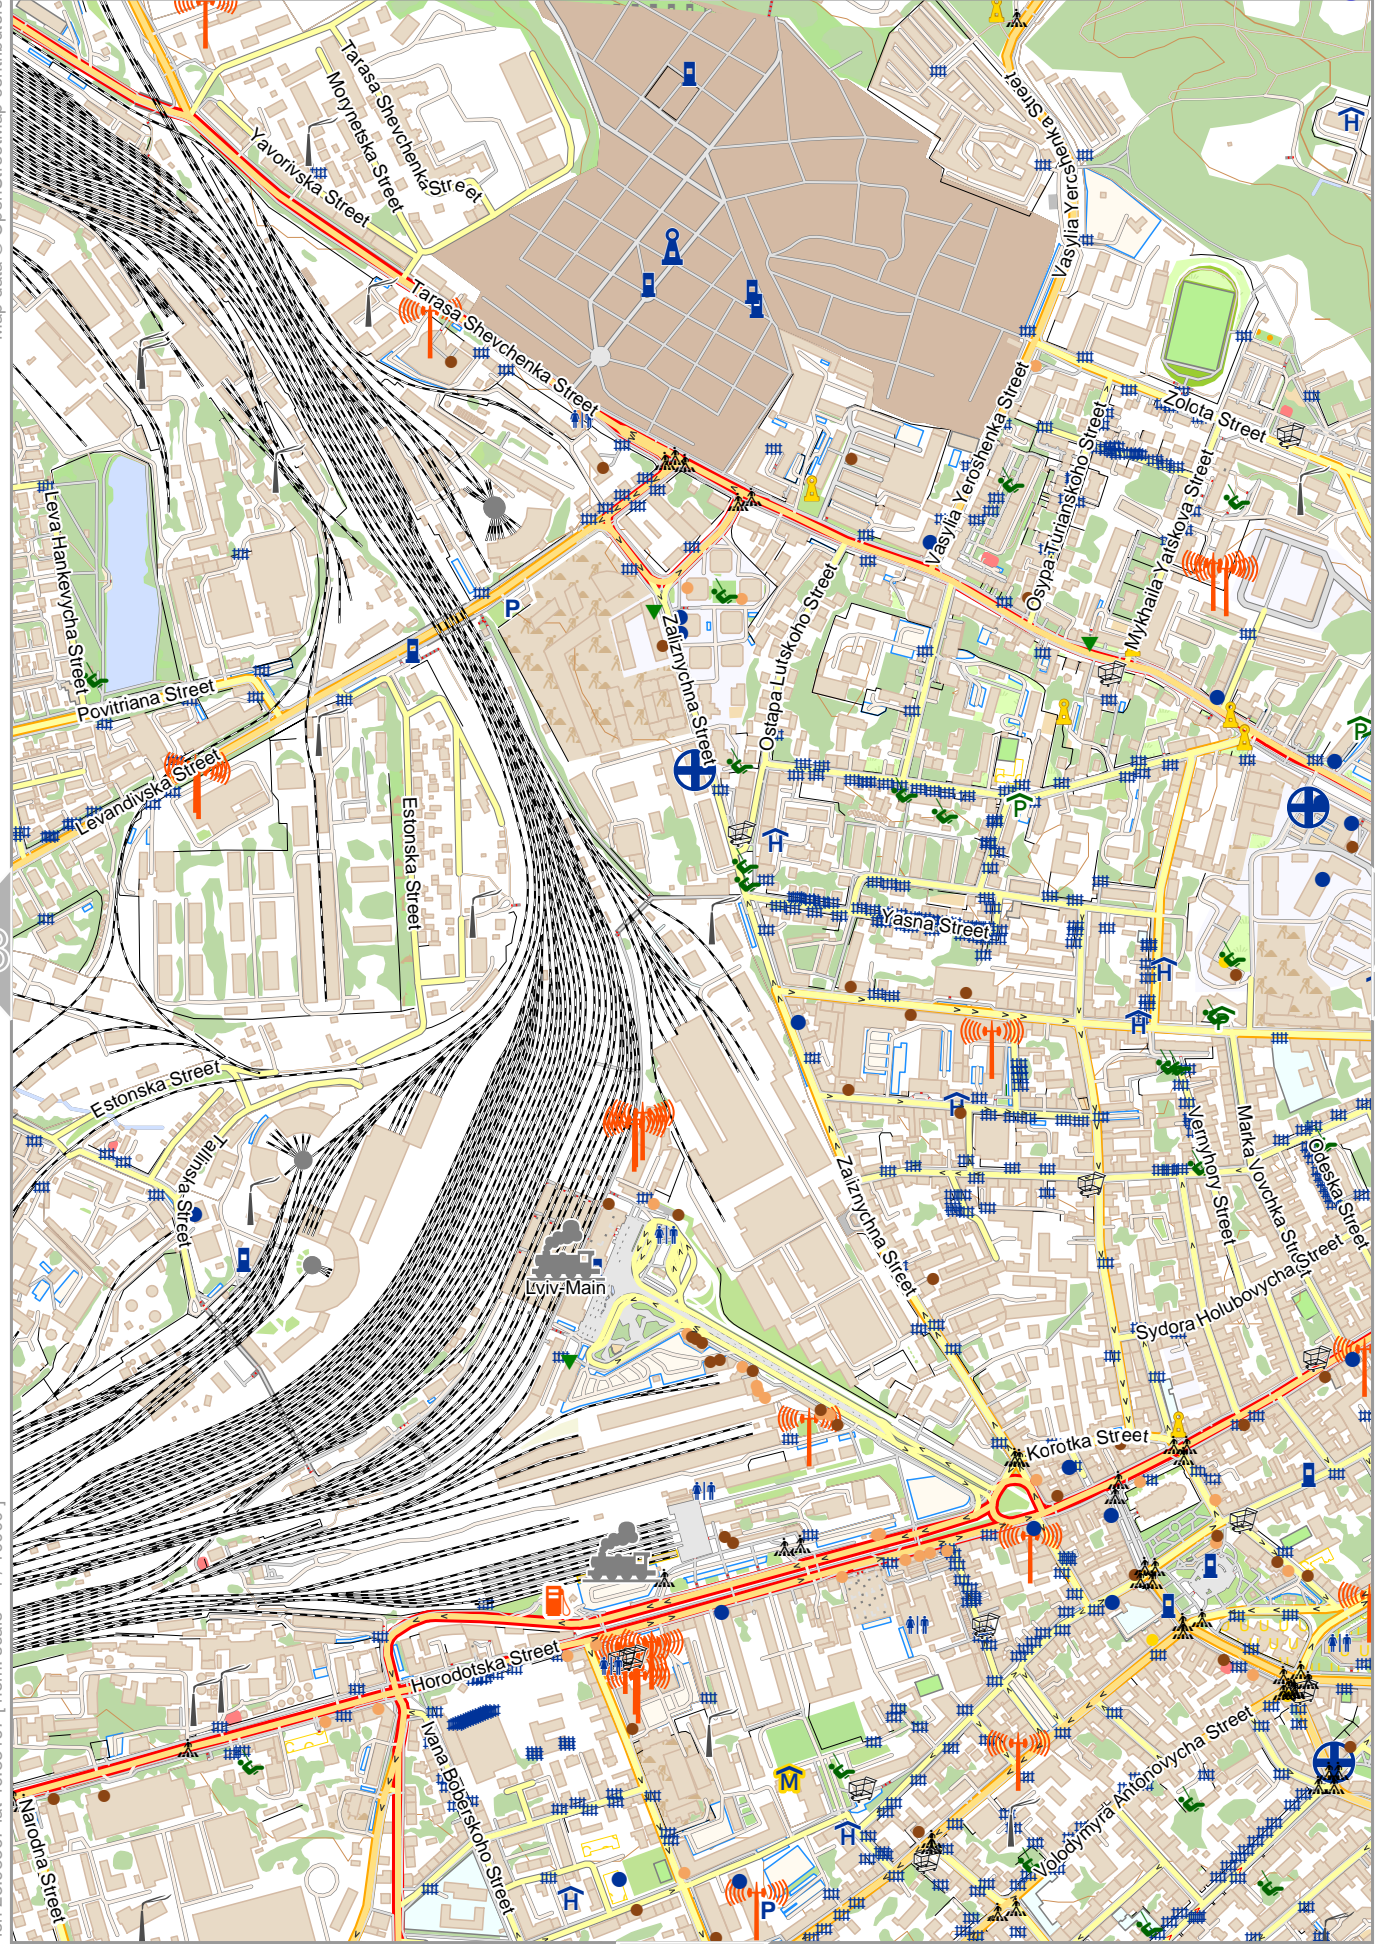 Tarasa Shevchenka Street
Morynetska Street
Yavorivska Street
Vasylia Yeroshenka Street
H
Tarasa Shevchenka Street
Vasylia Yeroshenka Street
Zolota Street
Osypa Turianskoho Street
Mykhaila Yatskova Street
Leva Hankevycha Street
P
Zaliznychna Street
Ostapa Lutskoho Street
Povitriana Street
P
Levandivska Street
Estonska Street
P
H
Yasna Street
H
H
Estonska Street
H
Tallinska Street
Vernyhory Street
Marka Vovchka Street
Odeska Street
Zaliznychna Street
Lviv-Main
Sydora Holubovycha Street
Korotka Street
Horodotska Street
Ivana Boberskoho Street
Volodymyra Antonovycha Street
M
H
Narodna Street
H
P